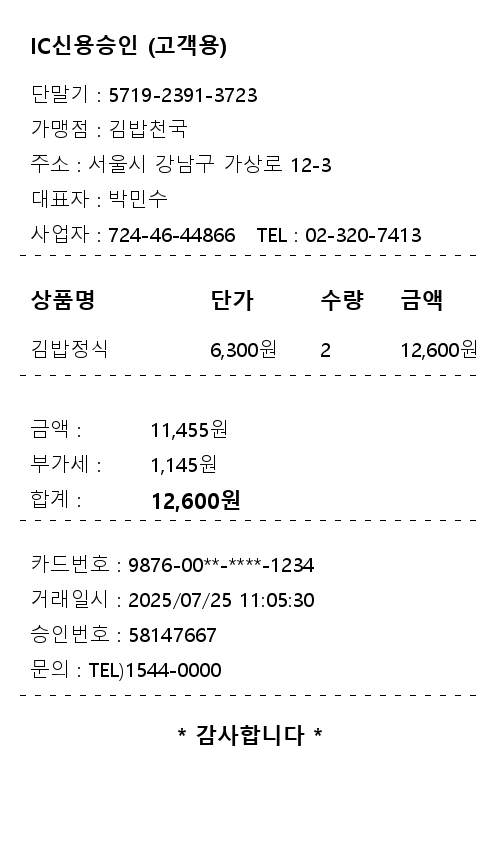 IC신용승인 (고객용)
단말기 : 5719-2391-3723
가맹점 : 김밥천국
주소 : 서울시 강남구 가상로 12-3
대표자 : 박민수
사업자 : 724-46-44866 TEL : 02-320-7413
상품명 단가 수량 금액
김밥정식 6,300원 2 12,600원
금액 : 11,455원
부가세 : 1,145원
합계 : 12,600원
카드번호 : 9876-00**-****-1234
거래일시 : 2025/07/25 11:05:30
승인번호 : 58147667
문의 : TEL)1544-0000
* 감사합니다 *